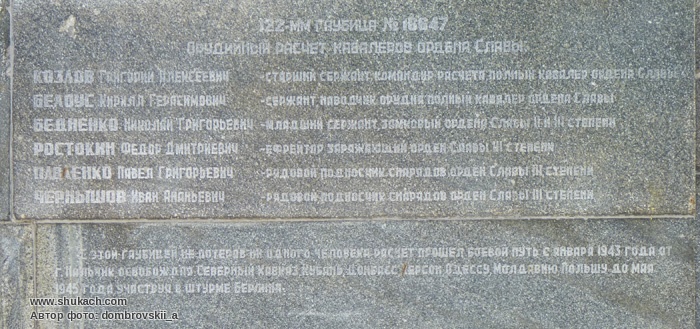 122-мм гаубица № 10047
Орудийный расчет кавалеров ордена Славы.
Козлов Григорий Алексеевич - старший сержант, командир расчета полный кавалер ордена Славы
Белоус Кирилл Герасимович - сержант наводчик орудия полный кавалер ордена Славы
Бедненко Николай Григорьевич - младший сержант, замковый ордена Славы II и III степени
Ростокин Федор Дмитриевич - ефрейтор заряжающий орден Славы III степени
Павленко Павел Григорьевич - рядовой подносчик снарядов орден Славы III степени
Чернышов Иван Ананьевич - рядовой подносчик снарядов орден Славы III степени
С этой гаубицей не потеряв ни одного человека расчет прошел боевой путь с января 1943 года от
г. Нальчик освобождая Северный Кавказ Кубань, Донбасс Херсон Одессу Молдавию Польшу до мая
1945 года участвуя в штурме Берлина.
www.shukach.com
Автор фото: dombrovskii_a_